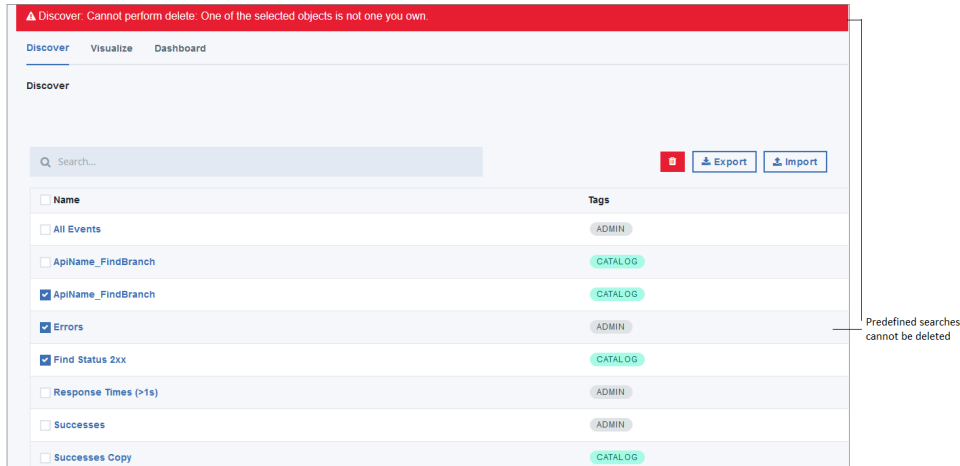 Discover: Cannot perform delete: One of the selected objects is not one you own.
Discover Visualize Dashboard
Discover
Search...
Export Import
Name Tags
All Events ADMIN
ApiName_FindBranch CATALOG
ApiName_FindBranch CATALOG
Errors ADMIN
Find Status 2xx CATALOG
Response Times (>1s) ADMIN
Successes ADMIN
Successes Copy CATALOG
Predefined searches
cannot be deleted